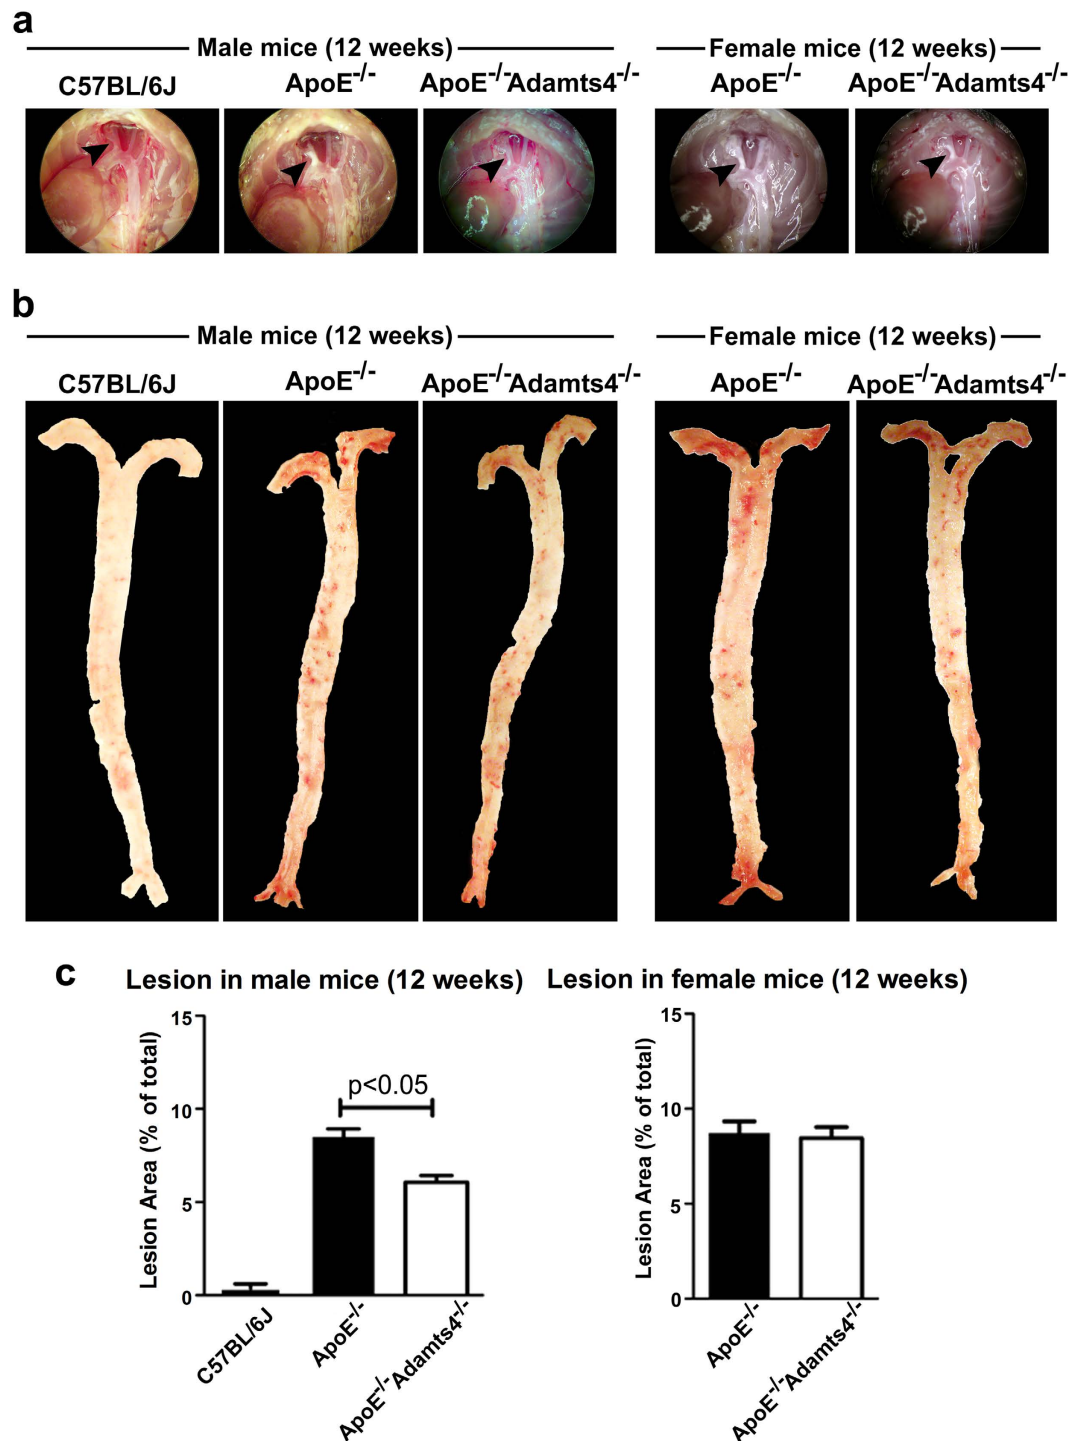 a
Male mice (12 weeks)
Female mice (12 weeks)
C57BL/6J
ApoE-/-
ApoE-/-Adamts4-/-
ApoE-/-
ApoE-/-Adamts4-/-
b
Male mice (12 weeks)
Female mice (12 weeks)
C57BL/6J
ApoE-/-
ApoE-/-Adamts4-/-
ApoE-/-
ApoE-/-Adamts4-/-
c
Lesion in male mice (12 weeks)
Lesion in female mice (12 weeks)
Lesion Area (% of total)
15
10
5
0
p<0.05
C57BL/6J
ApoE-/-
ApoE-/-Adamts4-/-
Lesion Area (% of total)
15
10
5
0
ApoE-/-
ApoE-/-Adamts4-/-